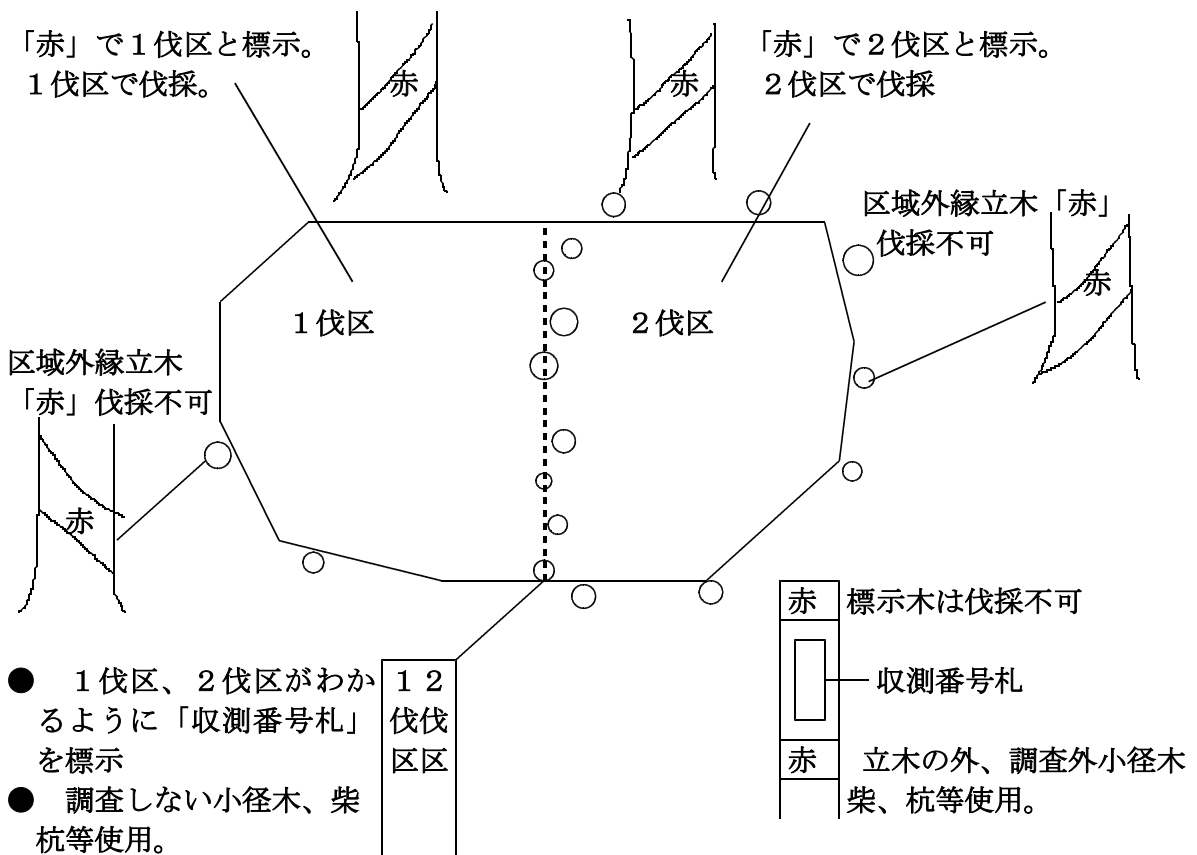 「赤」で１伐区と標示。
１伐区で伐採。
赤
赤
「赤」で２伐区と標示。
２伐区で伐採
区域外縁立木「赤」
伐採不可
赤
１伐区
２伐区
区域外縁立木
「赤」伐採不可
赤
赤 標示木は伐採不可
収測番号札
赤 立木の外、調査外小径木
柴、杭等使用。
● １伐区、２伐区がわか
るように「収測番号札」
を標示
● 調査しない小径木、柴
杭等使用。
１２
伐伐
区区